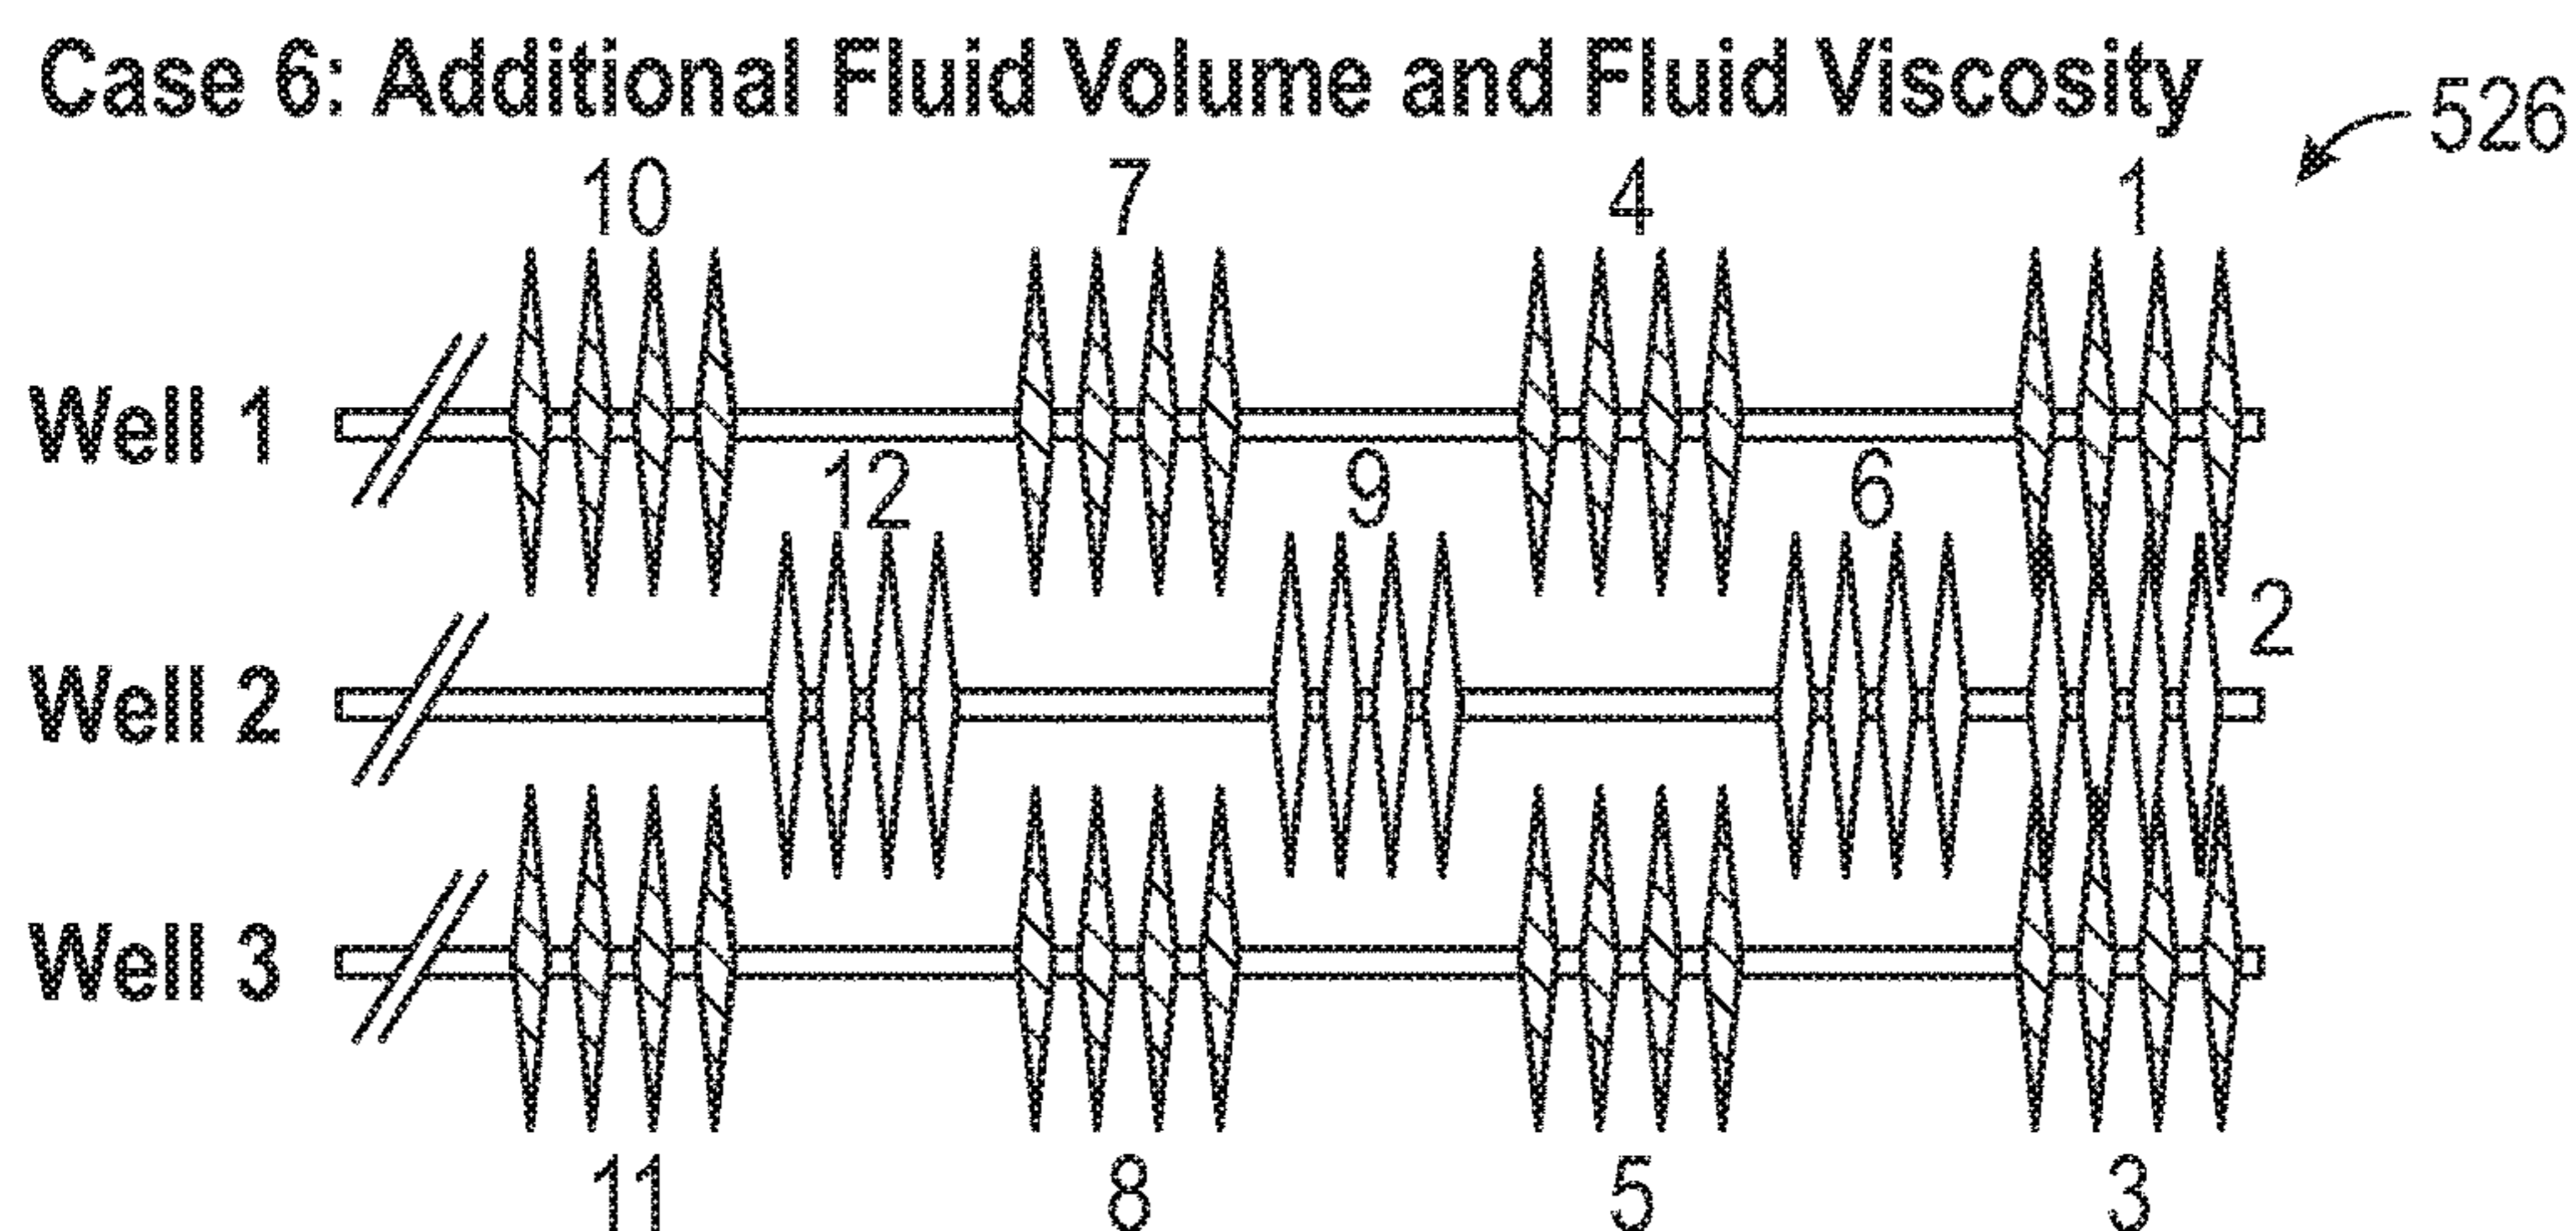 Case 6: Additional Fluid Volume and Fluid Viscosity
526
10 7 4 1
Well 1
12 9 6
2
Well 2
Well 3
11 8 5 3